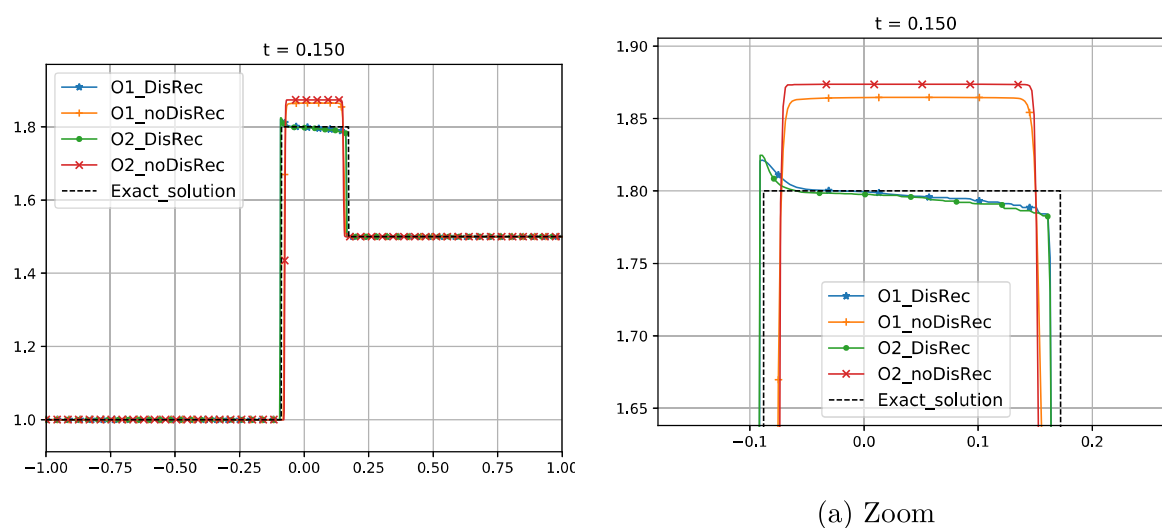 t = 0.150
O1_DisRec
O1_noDisRec
O2_DisRec
O2_noDisRec
Exact_solution
1.8
1.6
1.4
1.2
1.0
−1.00 −0.75 −0.50 −0.25 0.00 0.25 0.50 0.75 1.00
t = 0.150
1.90
1.85
1.80
1.75
1.70
1.65
O1_DisRec
O1_noDisRec
O2_DisRec
O2_noDisRec
Exact_solution
−0.1 0.0 0.1 0.2
(a) Zoom